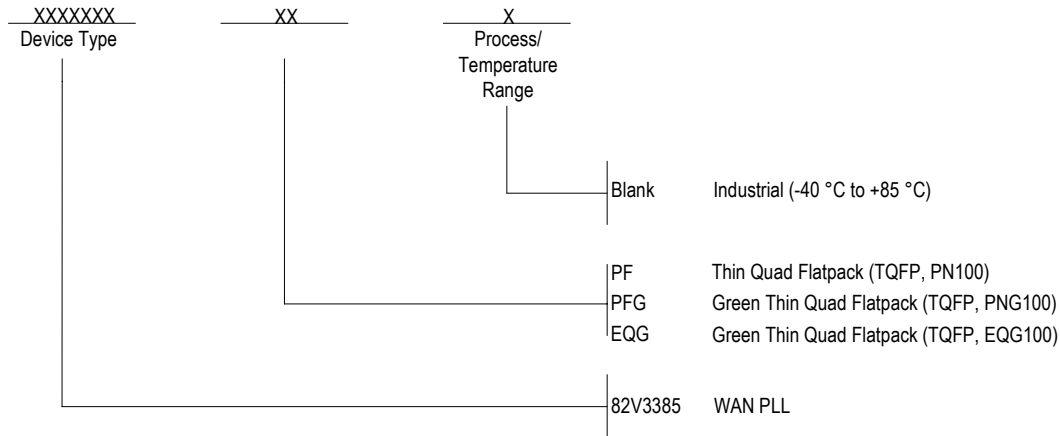 XXXXXXX XX X
Device Type
Process/
Temperature
Range
Blank Industrial (-40 °C to +85 °C)
PF Thin Quad Flatpack (TQFP, PN100)
PFG Green Thin Quad Flatpack (TQFP, PNG100)
EQG Green Thin Quad Flatpack (TQFP, EQG100)
82V3385 WAN PLL